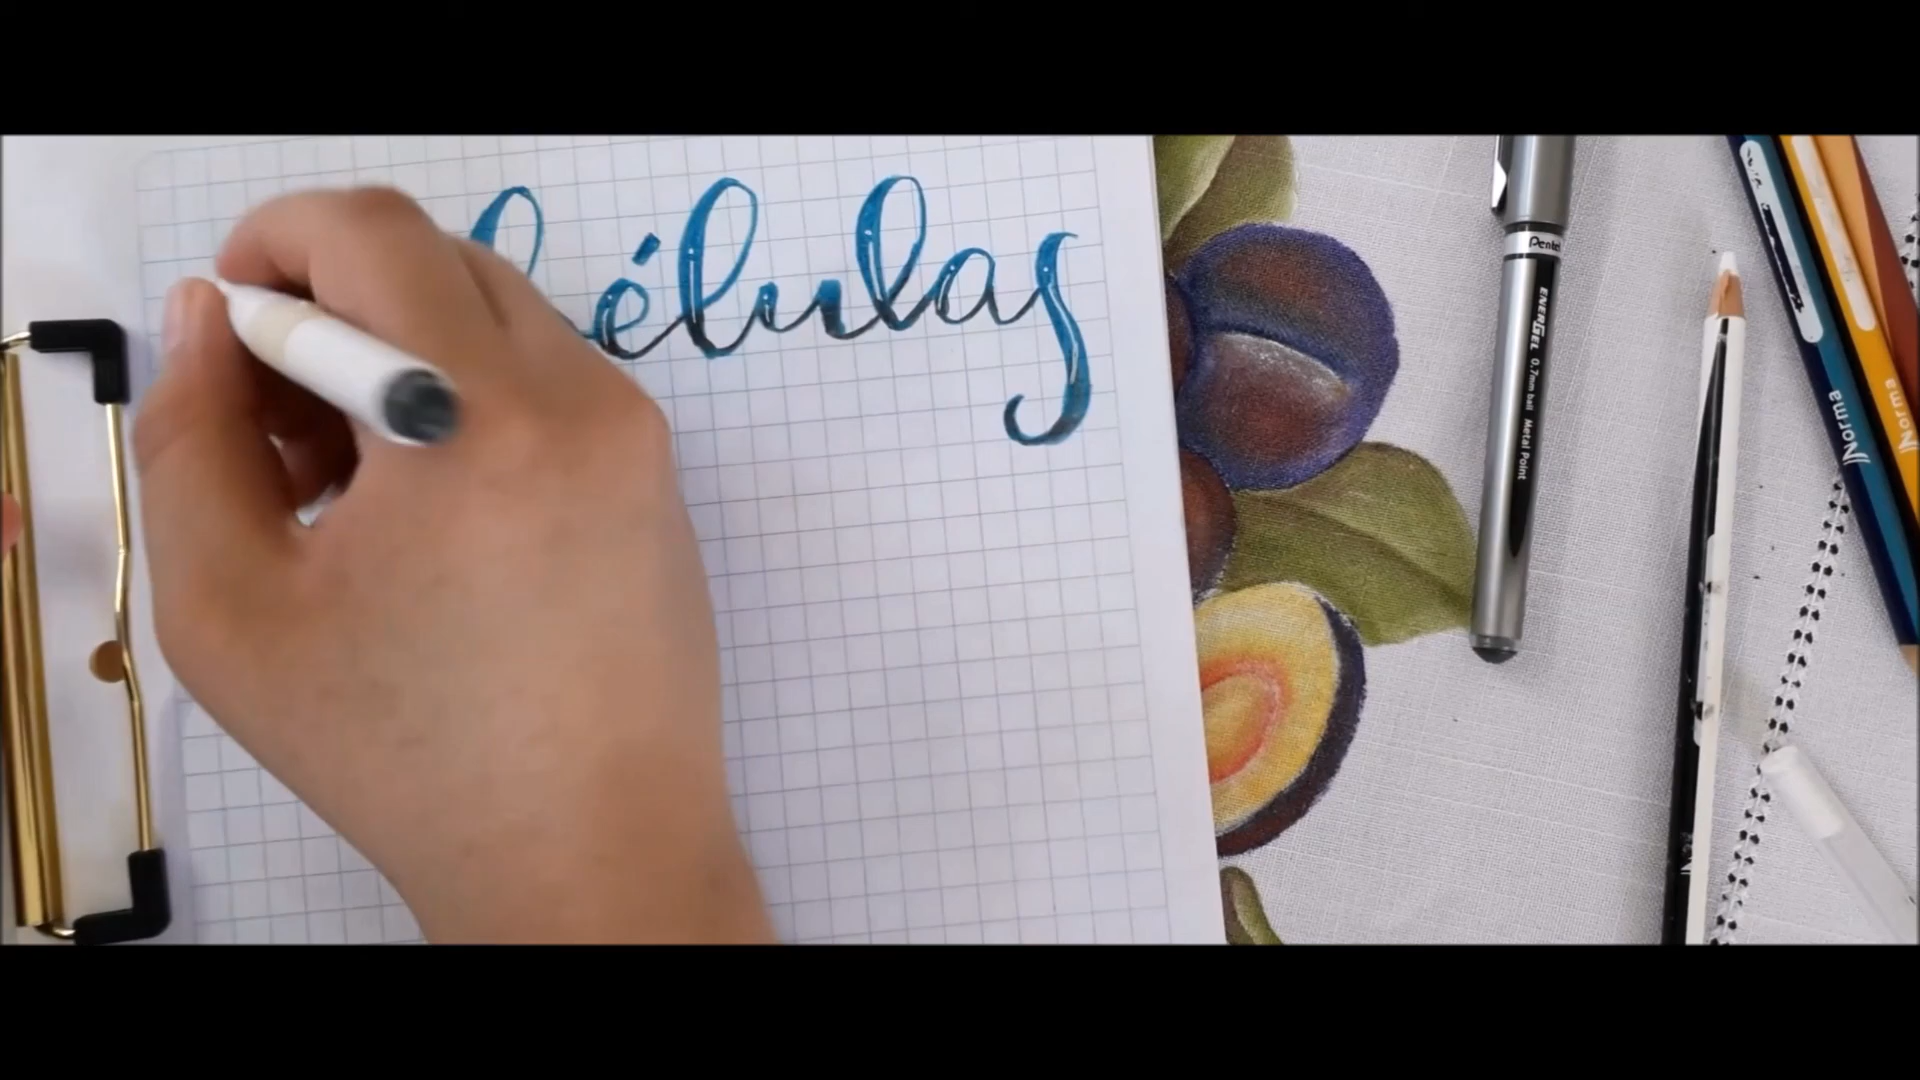 élulas
Pentel
ENERGEL 0.7mm ball Metal Point
Norma
Norma